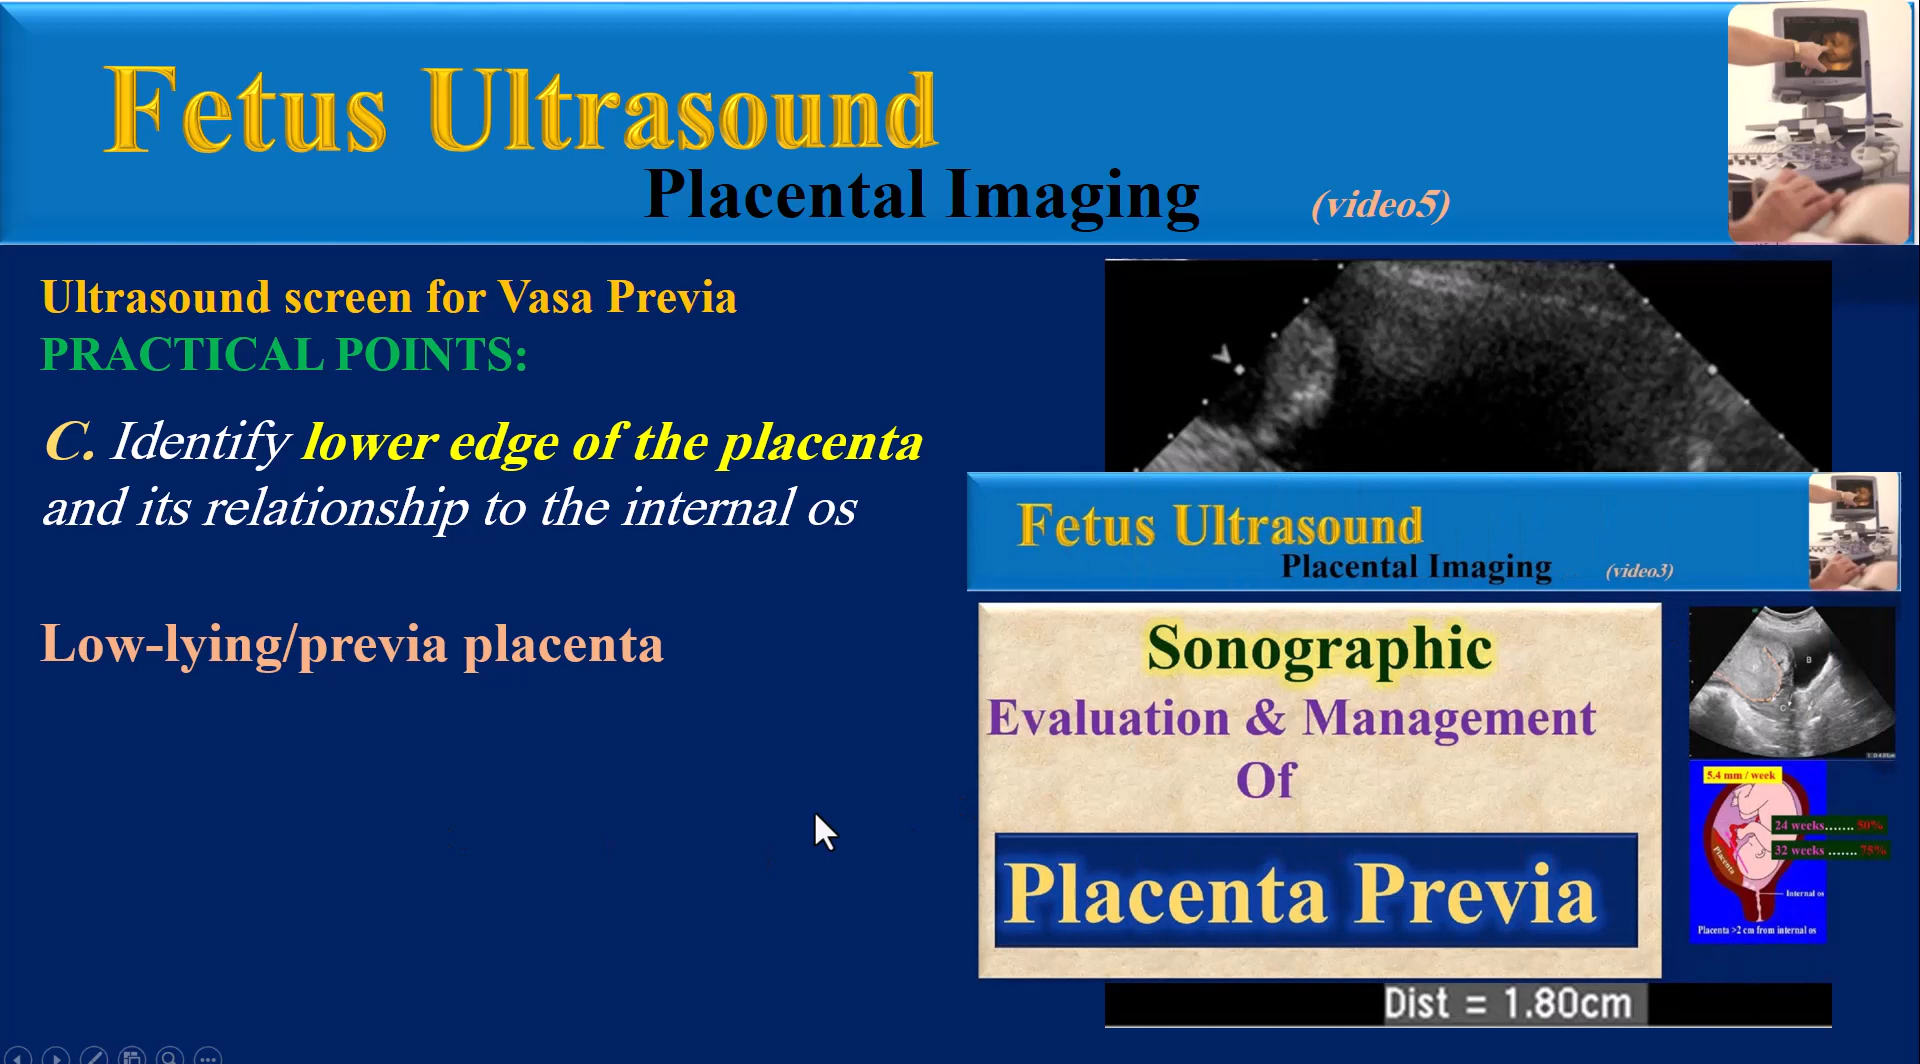 Fetus Ultrasound
Placental Imaging
(video5)
Ultrasound screen for Vasa Previa
PRACTICAL POINTS:
C. Identify lower edge of the placenta
and its relationship to the internal os
Low-lying/previa placenta
Fetus Ultrasound
Placental Imaging
(video3)
Sonographic
Evaluation & Management
Of
Placenta Previa
B
C
5.4 mm / week
24 weeks....... 50%
32 weeks ....... 75%
Placenta
Internal os
Placenta >2 cm from internal os
Dist = 1.80cm